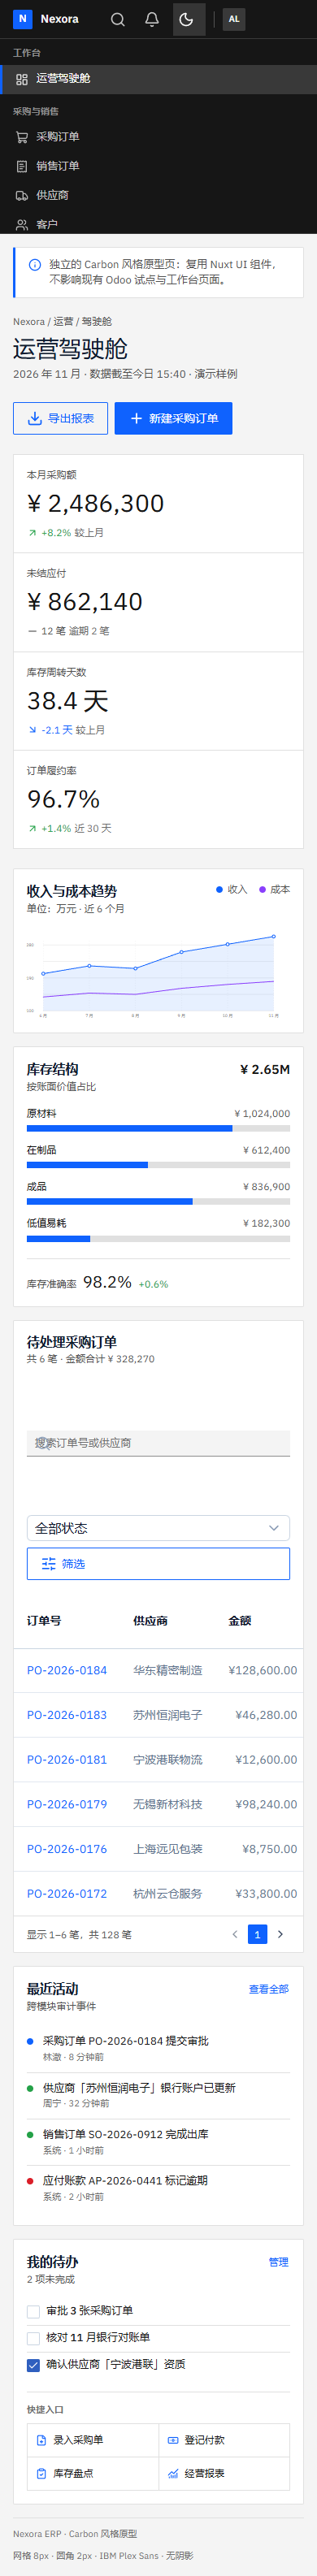 N Nexora AL
工作台
运营驾驶舱
采购与销售
采购订单
销售订单
供应商
客户
独立的 Carbon 风格原型页：复用 Nuxt UI 组件，
不影响现有 Odoo 试点与工作台页面。
Nexora / 运营 / 驾驶舱
运营驾驶舱
2026 年 11 月 · 数据截至今日 15:40 · 演示样例
导出报表 新建采购订单
本月采购额
¥ 2,486,300
+8.2% 较上月
未结应付
¥ 862,140
12 笔 逾期 2 笔
库存周转天数
38.4 天
-2.1 天 较上月
订单履约率
96.7%
+1.4% 近 30 天
收入与成本趋势 收入 成本
单位：万元 · 近 6 个月
6 月 7 月 8 月 9 月 10 月 11 月
库存结构 ¥ 2.65M
按账面价值占比
原材料 ¥ 1,024,000
在制品 ¥ 612,400
成品 ¥ 836,900
低值易耗 ¥ 182,300
库存准确率 98.2% +0.6%
待处理采购订单
共 6 笔 · 金额合计 ¥ 328,270
搜索订单号或供应商
全部状态
筛选
订单号 供应商 金额
PO-2026-0184 华东精密制造 ¥128,600.00
PO-2026-0183 苏州恒润电子 ¥46,280.00
PO-2026-0181 宁波港联物流 ¥12,600.00
PO-2026-0179 无锡新材科技 ¥98,240.00
PO-2026-0176 上海远见包装 ¥8,750.00
PO-2026-0172 杭州云仓服务 ¥33,800.00
显示 1–6 笔，共 128 笔 1
最近活动 查看全部
跨模块审计事件
采购订单 PO-2026-0184 提交审批
林澈 · 8 分钟前
供应商「苏州恒润电子」银行账户已更新
周宁 · 32 分钟前
销售订单 SO-2026-0912 完成出库
系统 · 1 小时前
应付账款 AP-2026-0441 标记逾期
系统 · 2 小时前
我的待办 管理
2 项未完成
审批 3 张采购订单
核对 11 月银行对账单
确认供应商「宁波港联」资质
快捷入口
录入采购单 登记付款
库存盘点 经营报表
Nexora ERP · Carbon 风格原型
网格 8px · 圆角 2px · IBM Plex Sans · 无阴影